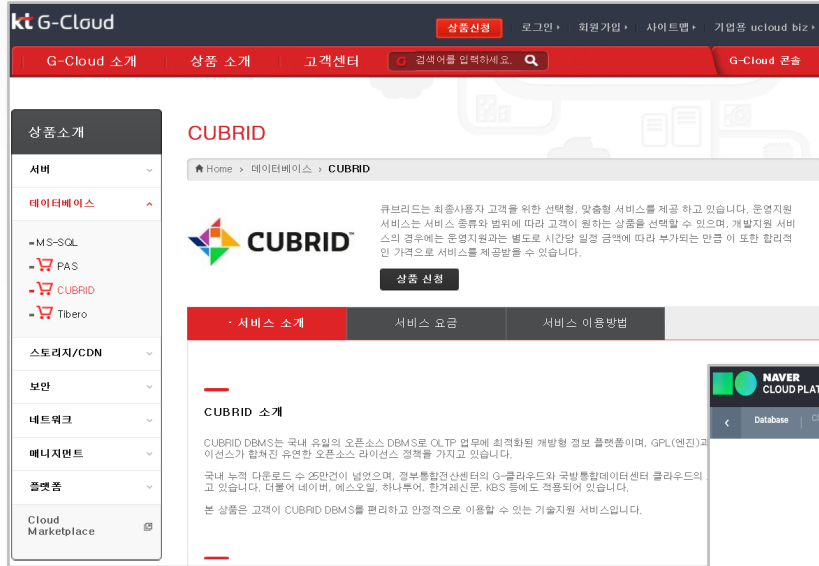 kt G-Cloud
상품신청 로그인 회원가입 사이트맵 기업용 ucloud biz
G-Cloud 소개 상품 소개 고객센터 검색어를 입력하세요. G-Cloud 콘솔
상품소개
서버
데이터베이스
MS-SQL
PAS
CUBRID
Tibero
스토리지/CDN
보안
네트워크
매니지먼트
플랫폼
Cloud
Marketplace
CUBRID
Home > 데이터베이스 > CUBRID
CUBRID™
큐브리드는 최종사용자 고객을 위한 선택형, 맞춤형 서비스를 제공 하고 있습니다. 운영지원
서비스는 서비스 종류와 범위에 따라 고객이 원하는 상품을 선택할 수 있으며, 개발지원 서비
스의 경우에는 운영지원과는 별도로 시간당 일정 금액에 따라 부가되는 만큼 이 또한 합리적
인 가격으로 서비스를 제공받을 수 있습니다.
상품 신청
· 서비스 소개 서비스 요금 서비스 이용방법
CUBRID 소개
CUBRID DBMS는 국내 유일의 오픈소스 DBMS로 OLTP 업무에 최적화된 개방형 정보 플랫폼이며, GPL(엔진)과
이선스가 합쳐진 유연한 오픈소스 라이선스 정책을 가지고 있습니다.
국내 누적 다운로드 수 25만건이 넘었으며, 정부통합전산센터의 G-클라우드와 국방통합데이터센터 클라우드의
고 있습니다. 더불어 네이버, 에스오일, 하나투어, 한겨레신문, KBS 등에도 적용되어 있습니다.
본 상품은 고객이 CUBRID DBMS를 편리하고 안정적으로 이용할 수 있는 기술지원 서비스입니다.
NAVER
CLOUD PLAT
< Database